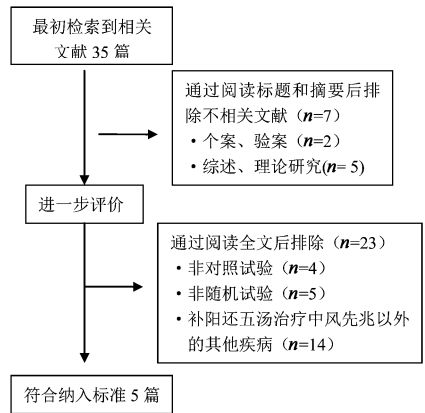 最初检索到相关
文献 35 篇
通过阅读标题和摘要后排
除不相关文献（n=7）
・个案、验案（n=2）
・综述、理论研究(n= 5)
进一步评价
通过阅读全文后排除（n=23）
・非对照试验（n=4）
・非随机试验（n=5）
・补阳还五汤治疗中风先兆以外
的其他疾病（n=14）
符合纳入标准 5 篇